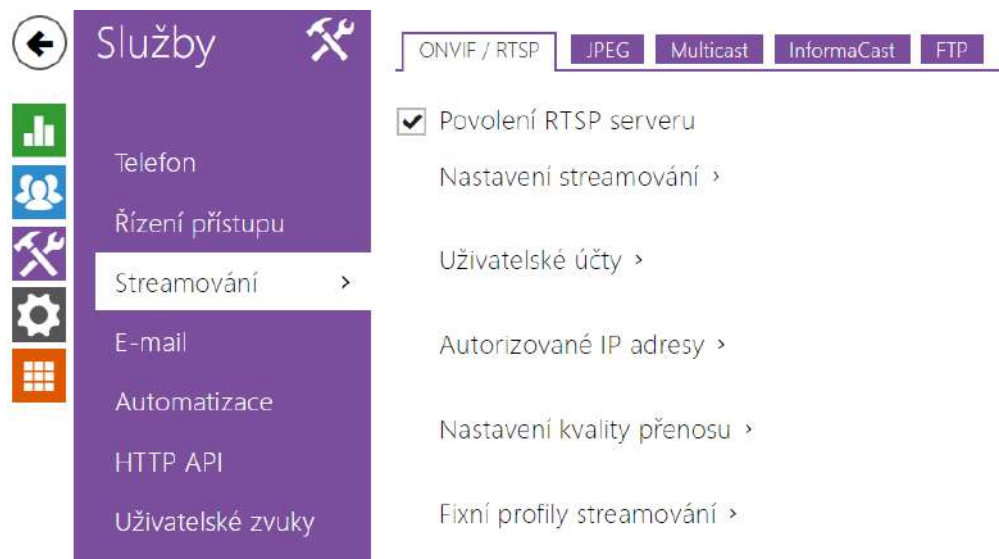 Služby
Telefon
Řízení přístupu
Streamování
E-mail
Automatizace
HTTP API
Uživatelské zvuky
ONVIF / RTSP JPEG Multicast InformaCast FTP
Povolení RTSP serveru
Nastavení streamování
Uživatelské účty
Autorizované IP adresy
Nastavení kvality přenosu
Fixní profily streamování